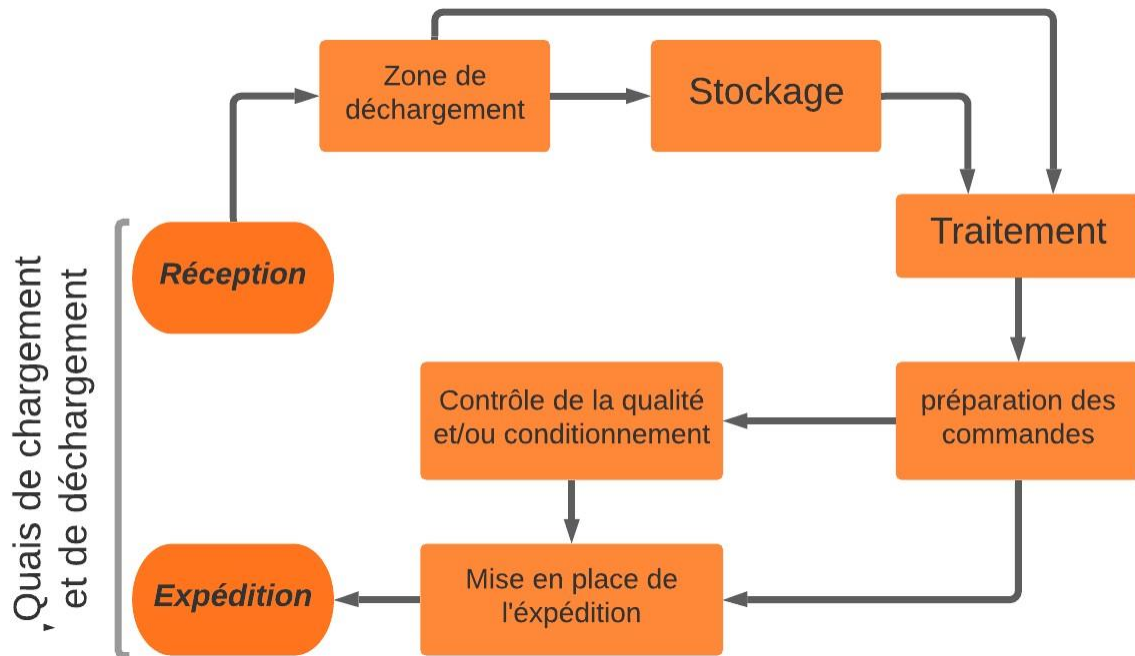 Zone de
déchargement
Stockage
Traitement
Réception
Quais de chargement
et de déchargement
Contrôle de la qualité
et/ou conditionnement
préparation des
commandes
Mise en place de
l'éxpédition
Expédition